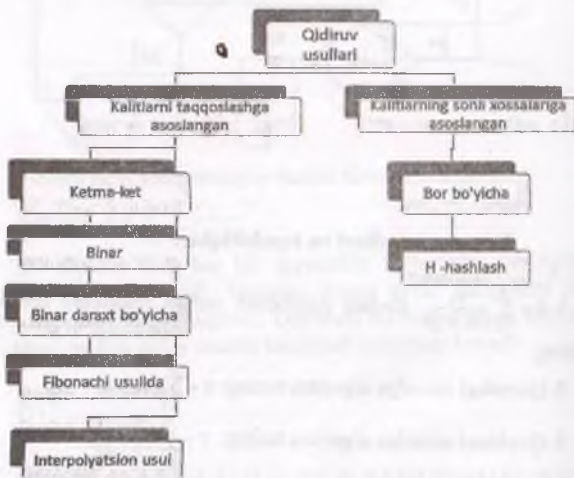 Qidiruv
usullari
Kalitlarni taqqoslashga
asoslangan
Kalitlarning sonli xossalariga
asoslangan
Ketma-ket
Binar
Binar daraxt bo'yicha
Fibonachi usulida
Interpolyatsion usul
Bor bo'yicha
H -hashlash